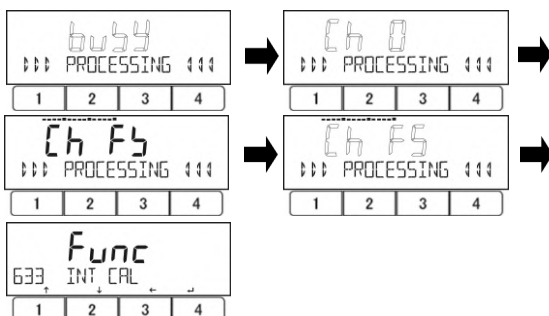 busy
PROCESSING
1 2 3 4
Ch 0
PROCESSING
1 2 3 4
Ch FS
PROCESSING
1 2 3 4
Ch FS
PROCESSING
1 2 3 4
Func
633 INT CAL
1 2 3 4